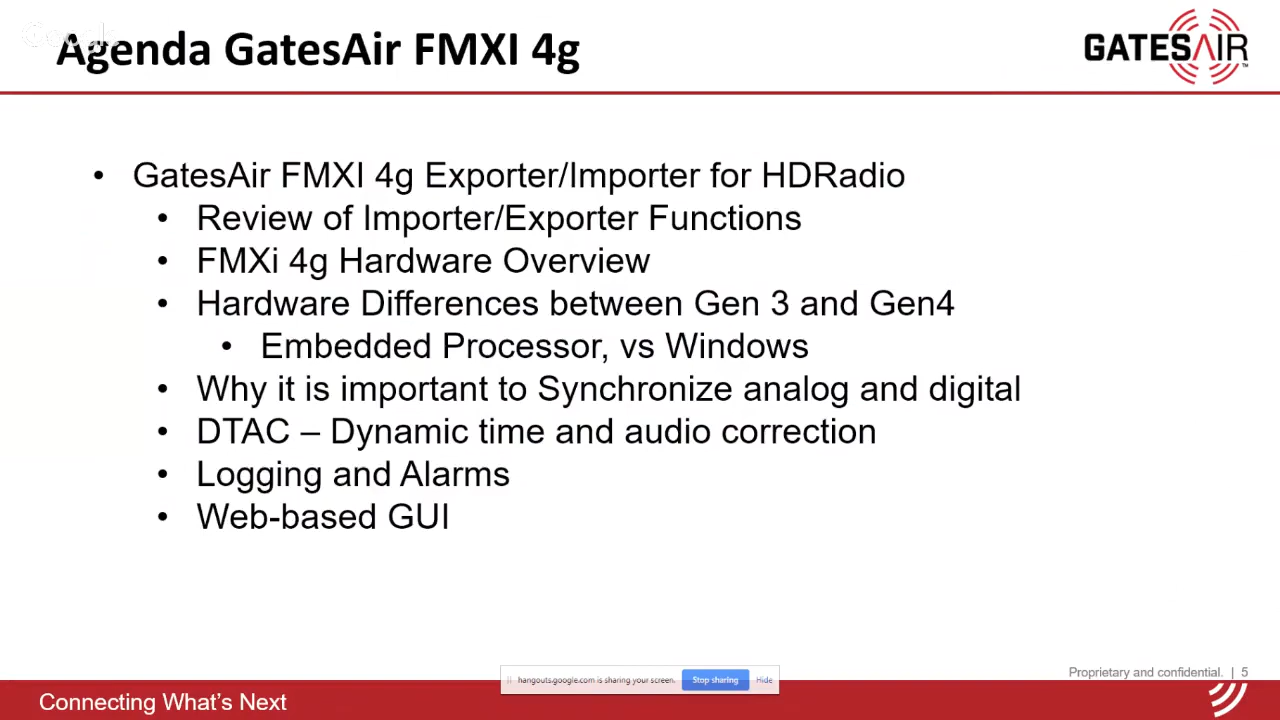 Google
Agenda GatesAir FMXI 4g
GATESAIR™
• GatesAir FMXI 4g Exporter/Importer for HDRadio
• Review of Importer/Exporter Functions
• FMXi 4g Hardware Overview
• Hardware Differences between Gen 3 and Gen4
• Embedded Processor, vs Windows
• Why it is important to Synchronize analog and digital
• DTAC – Dynamic time and audio correction
• Logging and Alarms
• Web-based GUI
Proprietary and confidential. | 5
hangouts.google.com is sharing your screen. Stop sharing Hide
Connecting What's Next